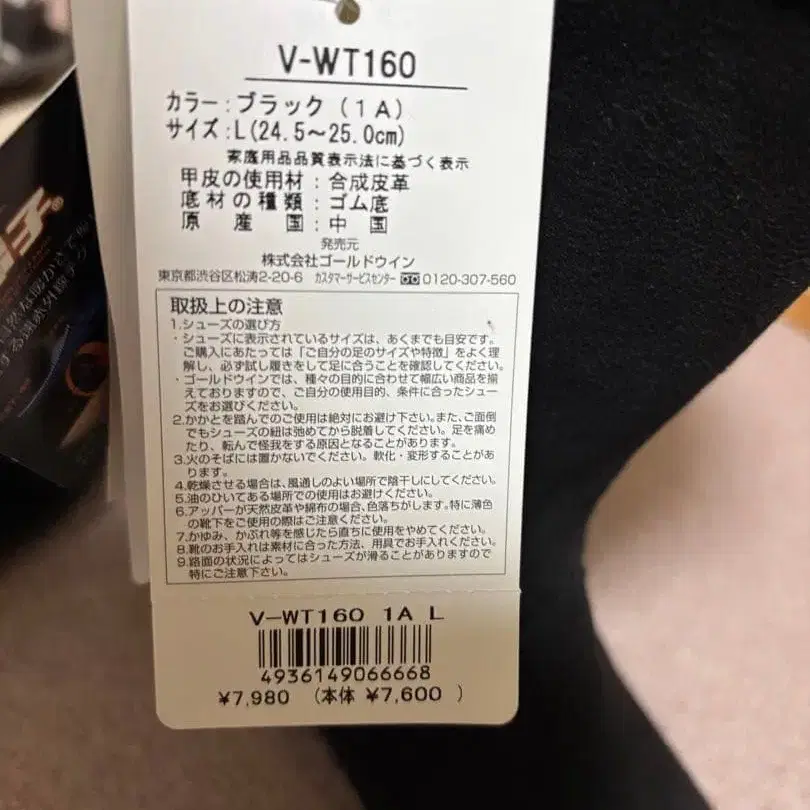 V-WT160
カラー:ブラック(1A)
サイズ:L(24.5～25.0cm)
家庭用品品質表示法に基づく表示
甲皮の使用材:合成皮革
底材の種類:ゴム底
原産国:中国
発売元
株式会社ゴールドウイン
東京都渋谷区松涛2-20-6 カスタマーサービスセンター 0120-307-560
取扱上の注意
1.シューズの選び方
・シューズに表示されているサイズは、あくまでも目安です。
ご購入にあたっては「ご自分の足のサイズや特徴」をよく理
解し、必ず試し履きをして足に合うことを確認してください。
・ゴールドウインでは、種々の目的に合わせて幅広い商品を揃
えておりますので、ご自分の使用目的、条件に合ったシュー
ズをお選びください。
2.かかとを踏んでのご使用は絶対にお避け下さい。また、ご面倒
でもシューズの紐は弛めてから脱着してください。足を痛め
たり、転んで怪我をする原因となることがあります。
3.火のそばには置かないでください。軟化・変形することがあ
ります。
4.乾燥させる場合は、風通しのよい場所で陰干しにしてください。
5.油のひいてある場所での使用はお避けください。
6.アッパーが天然皮革や綿布の場合、色落ちがします。特に薄色
の靴下をご使用の際はご注意ください。
7.かゆみ、かぶれ等を感じたら直ちに使用をやめてください。
8.靴のお手入れは素材に合った方法、用具でお手入れください。
9.路面の状況によってはシューズが滑ることがありますので
特にご注意下さい。
V-WT160 1A L
4936149066668
¥7,980 (本体 ¥7,600 )